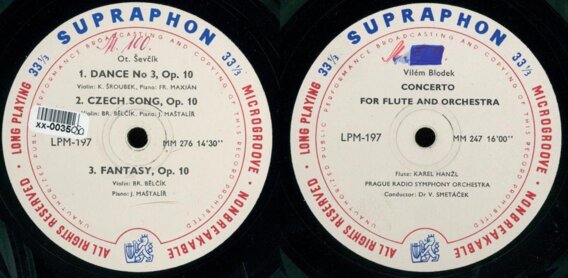 SUPRAPHON
LONG PLAYING 33⅓
33⅓ MICROGROOVE • NONBREAKABLE
ALL RIGHTS RESERVED •
UNAUTHORIZED PUBLIC PERFORMANCE BROADCASTING AND COPYING OF THIS RECORD PROHIBITED
Ot. Ševčík
1. DANCE No 3, Op. 10
Violin: K. ŠROUBEK, Piano: FR. MAXIÁN
2. CZECH SONG, Op. 10
Violin: BR. BĚLČÍK, Piano: J. MAŠTALÍŘ
LPM-197 MM 276 14'30''
3. FANTASY, Op. 10
Violin: BR. BĚLČÍK
Piano: J. MAŠTALÍŘ
SUPRAPHON
LONG PLAYING 33⅓
33⅓ MICROGROOVE • NONBREAKABLE
ALL RIGHTS RESERVED •
UNAUTHORIZED PUBLIC PERFORMANCE BROADCASTING AND COPYING OF THIS RECORD PROHIBITED
Vilém Blodek
CONCERTO
FOR FLUTE AND ORCHESTRA
LPM-197 MM 247 16'00''
Flute: KAREL HANŽL
PRAGUE RADIO SYMPHONY ORCHESTRA
Conductor: Dr V. SMETÁČEK